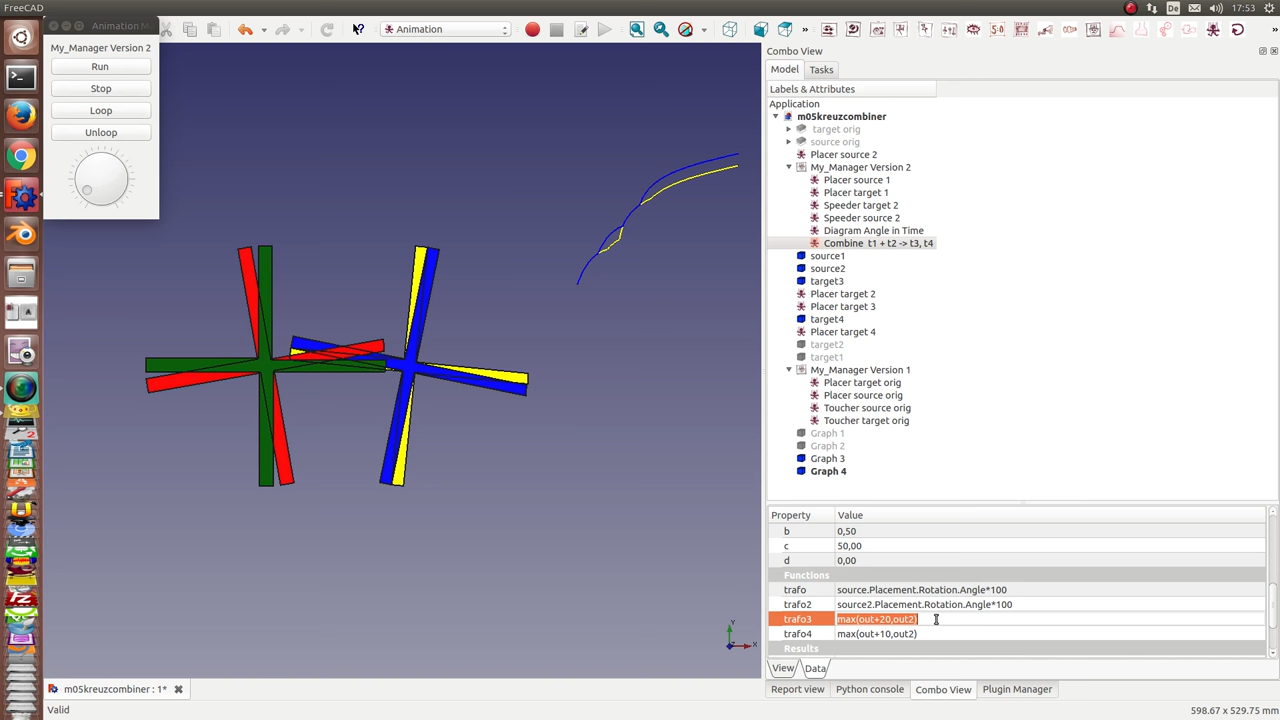 FreeCAD
De
17:53
Animation M
My_Manager Version 2
Run
Stop
Loop
Unloop
Animation
»
»
Combo View
Model
Tasks
Labels & Attributes
Application
m05kreuzcombiner
target orig
source orig
Placer source 2
My_Manager Version 2
Placer source 1
Placer target 1
Speeder target 2
Speeder source 2
Diagram Angle in Time
Combine t1 + t2 -> t3, t4
source1
source2
target3
Placer target 2
Placer target 3
target4
Placer target 4
target2
target1
My_Manager Version 1
Placer target orig
Placer source orig
Toucher source orig
Toucher target orig
Graph 1
Graph 2
Graph 3
Graph 4
Property Value
b 0,50
c 50,00
d 0,00
Functions
trafo source.Placement.Rotation.Angle*100
trafo2 source2.Placement.Rotation.Angle*100
trafo3 max(out+20,out2)
trafo4 max(out+10,out2)
Results
View Data
Y
X
m05kreuzcombiner : 1*
Report view Python console Combo View Plugin Manager
Valid
598.67 x 529.75 mm